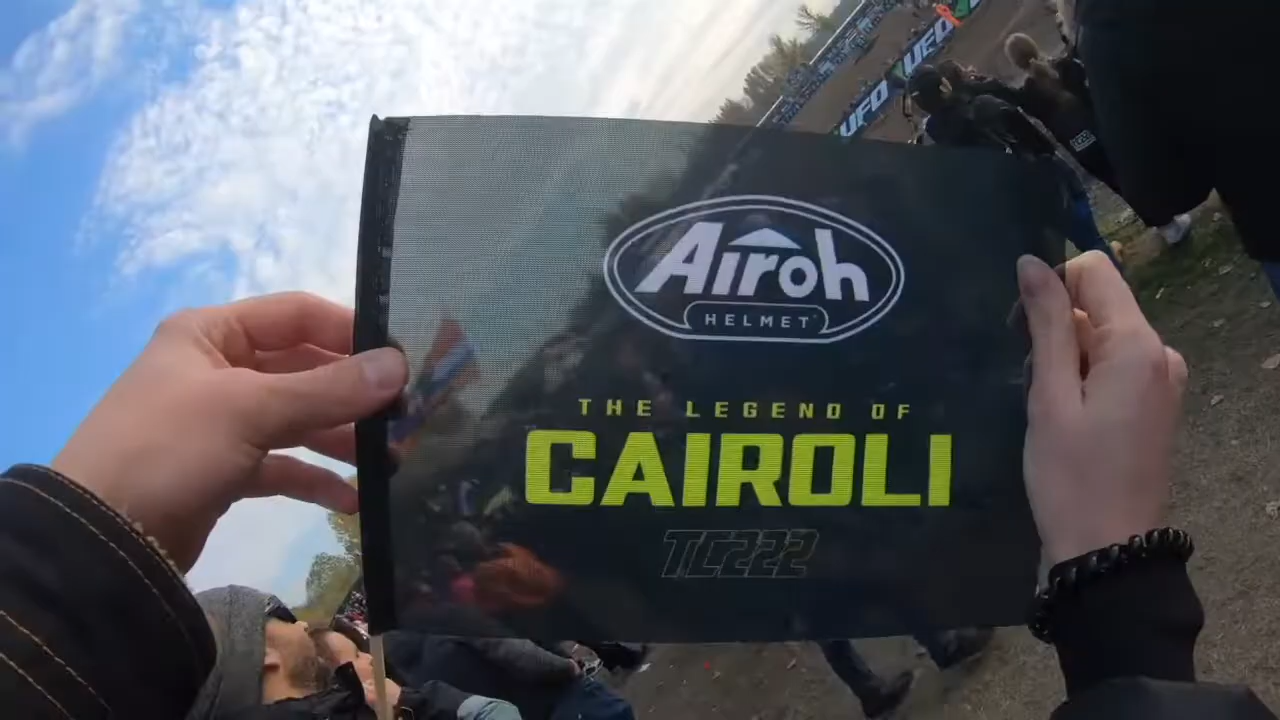 UFO
UFO
Airoh
HELMET
THE LEGEND OF
CAIROLI
TC222